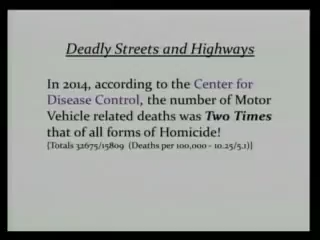 Deadly Streets and Highways
In 2014, according to the Center for
Disease Control, the number of Motor
Vehicle related deaths was Two Times
that of all forms of Homicide!
{Totals 32675/15809 (Deaths per 100,000 - 10.25/5.1)}